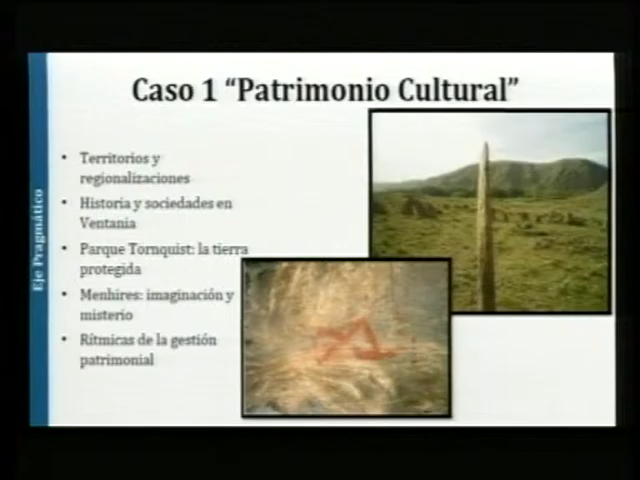 Caso 1 “Patrimonio Cultural”
Eje Pragmático
• Territorios y
regionalizaciones
• Historia y sociedades en
Ventania
• Parque Tornquist: la tierra
protegida
• Menhires: imaginación y
misterio
• Rítmicas de la gestión
patrimonial